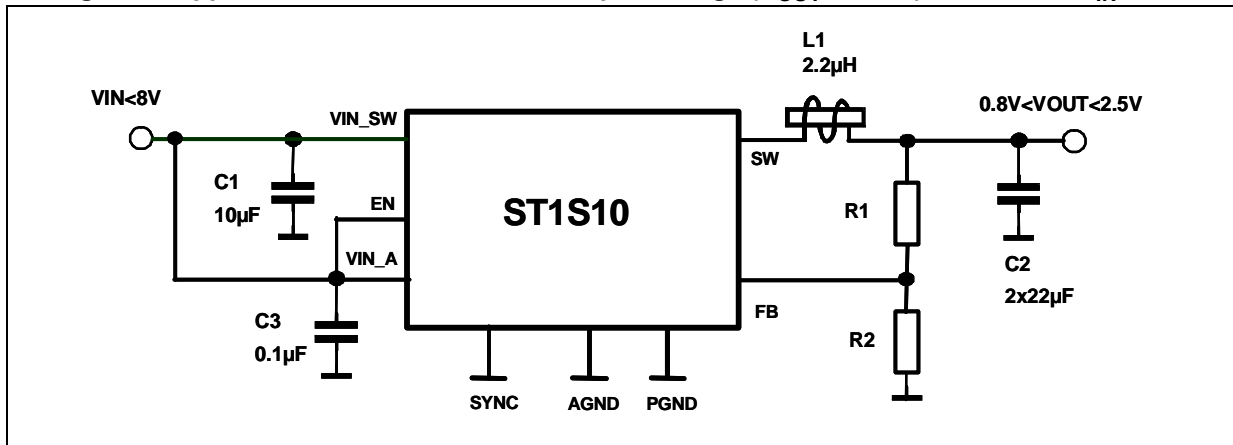 L1
2.2µH
VIN<8V
0.8V<VOUT<2.5V
VIN_SW
SW
C1
10µF
EN
ST1S10
R1
VIN_A
C2
2x22µF
FB
C3
0.1µF
R2
SYNC
AGND
PGND